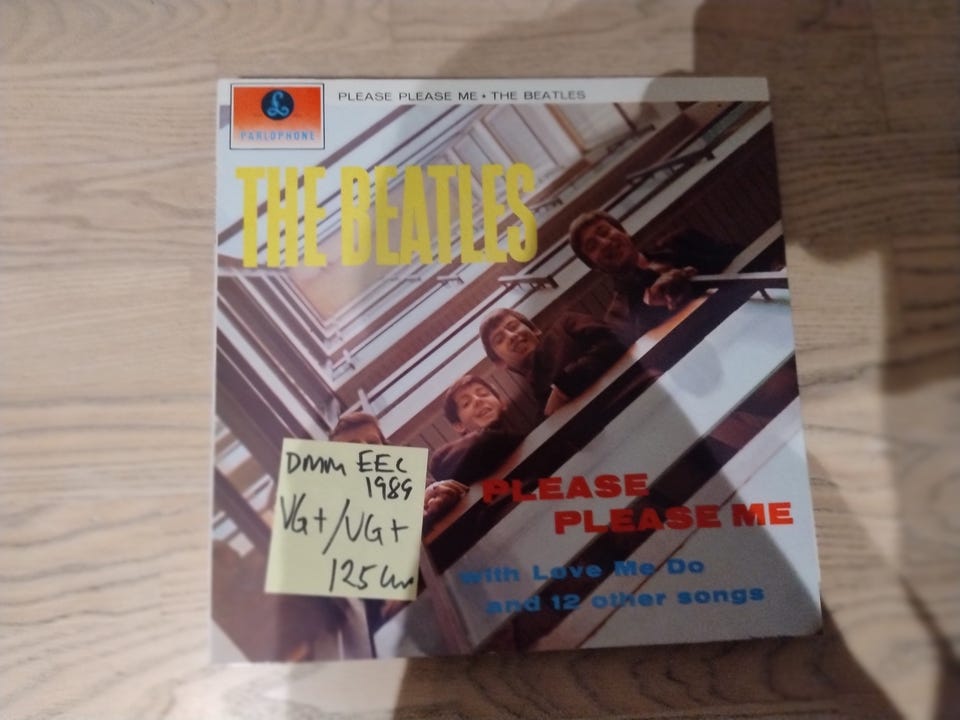 PLEASE PLEASE ME • THE BEATLES
£
PARLOPHONE
THE BEATLES
PLEASE
PLEASE ME
with Love Me Do
and 12 other songs
DMM EEC
1989
VG+/VG+
125